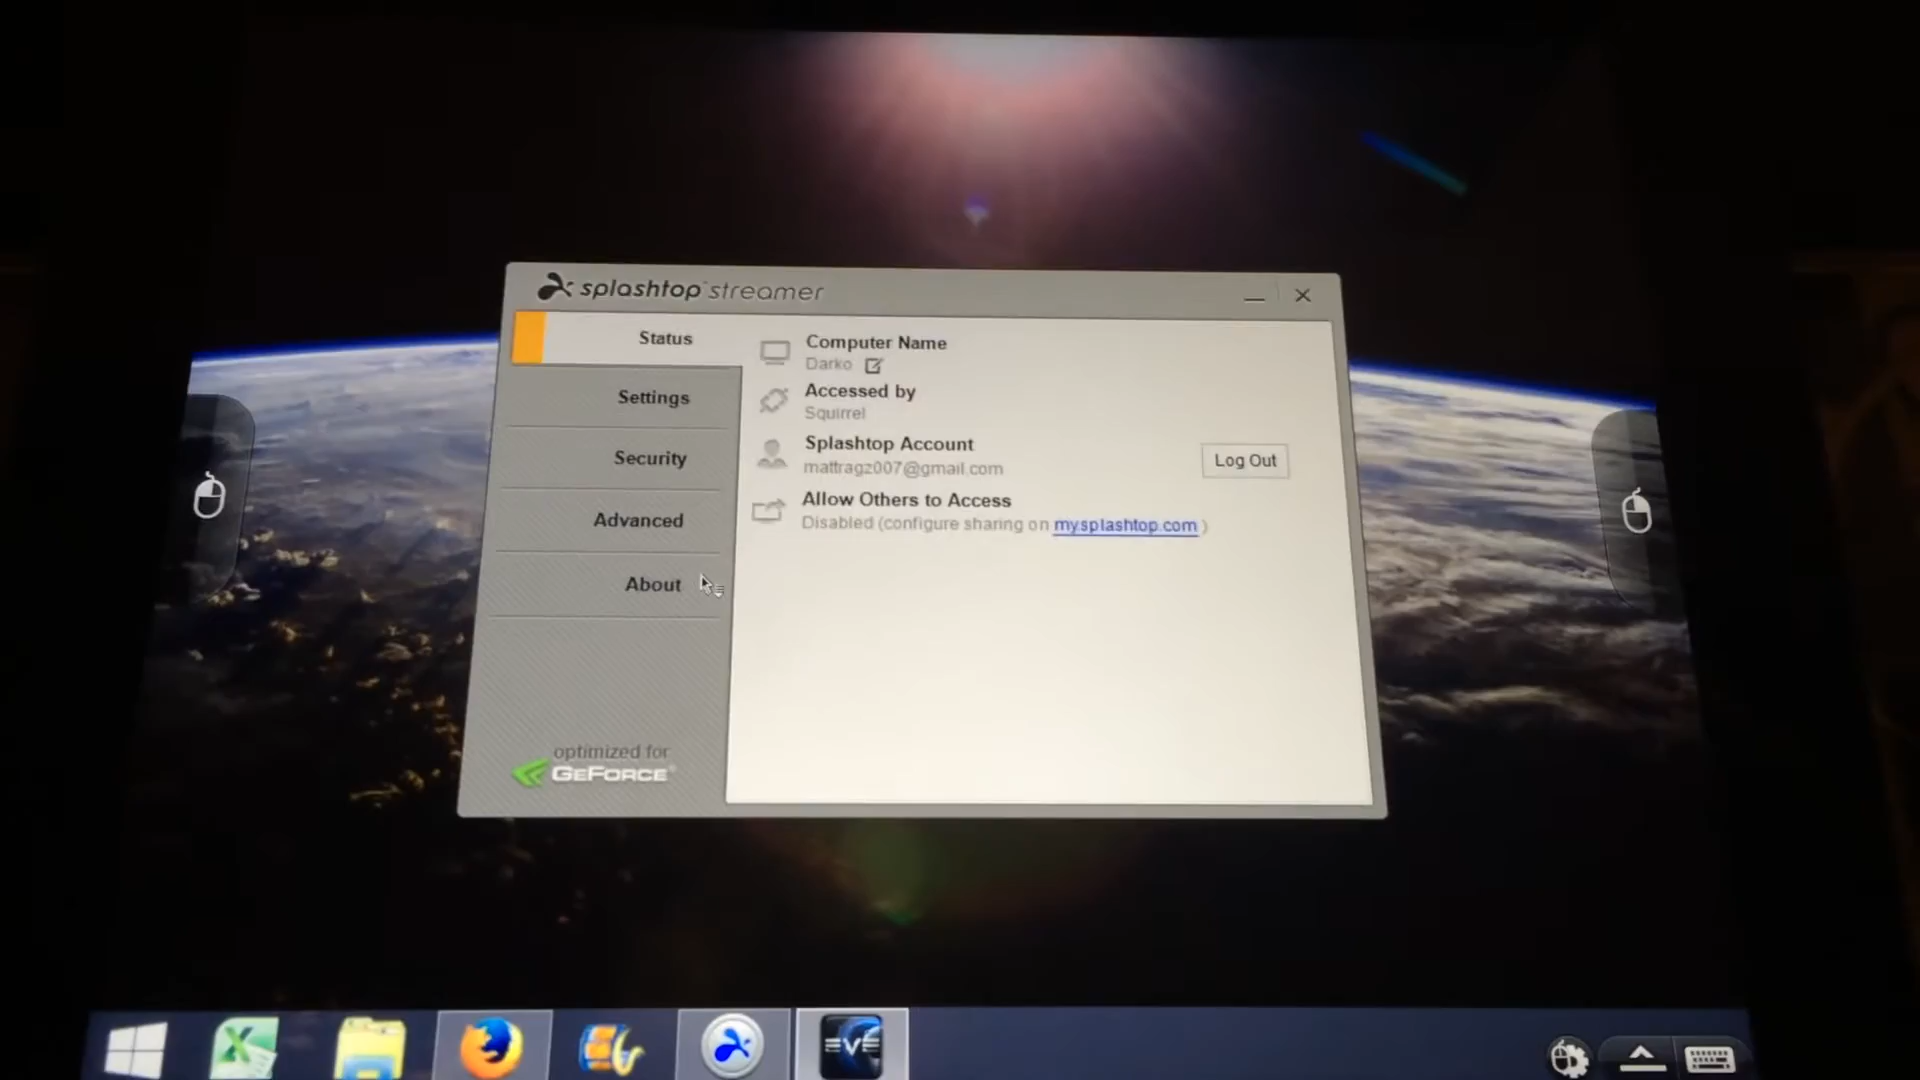 splashtop streamer
Status
Settings
Security
Advanced
About
optimized for
GEFORCE
Computer Name
Darko
Accessed by
Squirrel
Splashtop Account
mattragz007@gmail.com
Log Out
Allow Others to Access
Disabled (configure sharing on mysplashtop.com )
EVE